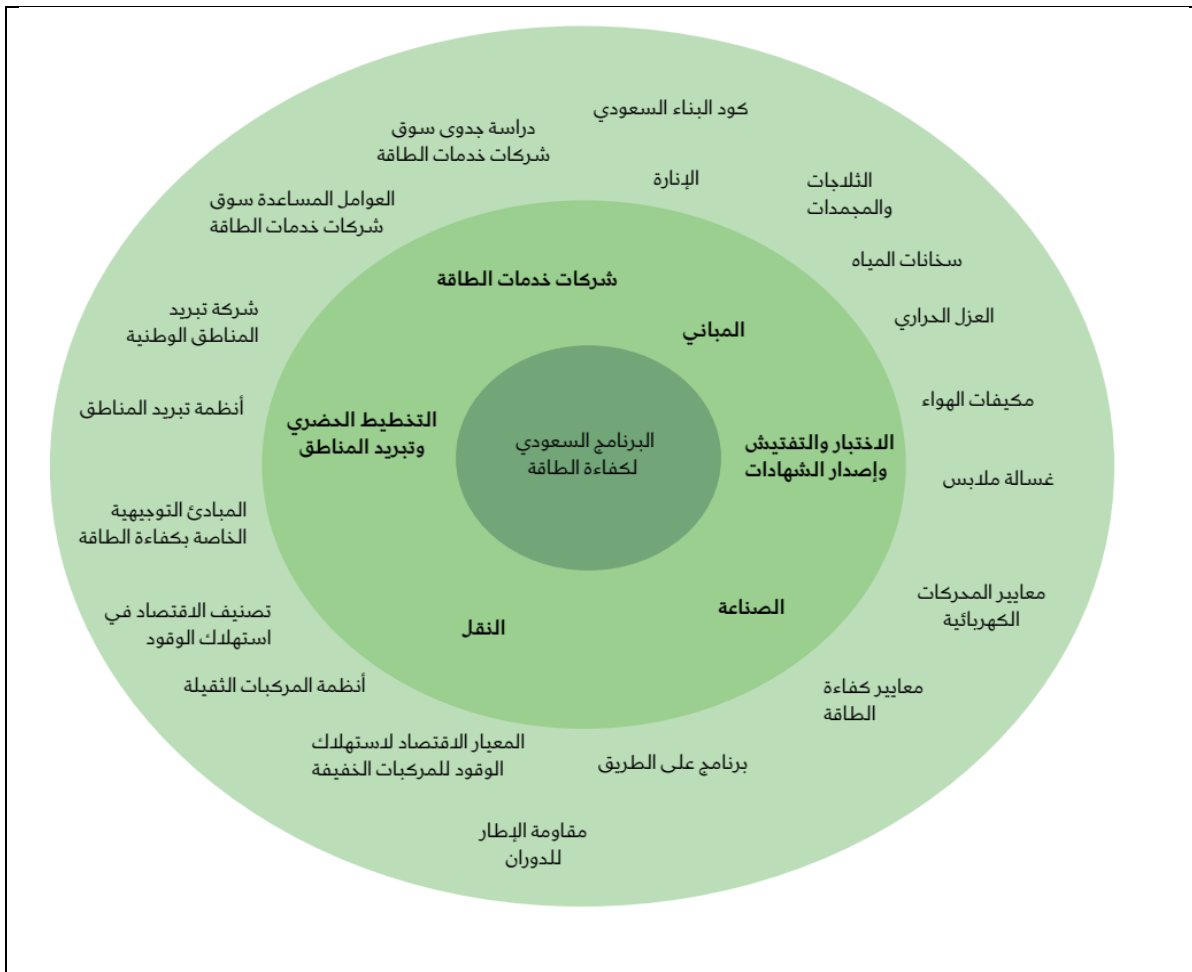 كود البناء السعودي
دراسة جدوى سوق
شركات خدمات الطاقة
الإنارة
الثلاجات
والمجمدات
العوامل المساعدة سوق
شركات خدمات الطاقة
سخانات المياه
شركات خدمات الطاقة
العزل الحراري
شركة تبريد
المناطق الوطنية
المباني
مكيفات الهواء
أنظمة تبريد المناطق
التخطيط الحضري
وتبريد المناطق
البرنامج السعودي
لكفاءة الطاقة
الاختبار والتفتيش
وإصدار الشهادات
غسالة ملابس
المبادئ التوجيهية
الخاصة بكفاءة الطاقة
معايير المحركات
الكهربائية
الصناعة
النقل
تصنيف الاقتصاد في
استهلاك الوقود
أنظمة المركبات الثقيلة
معايير كفاءة
الطاقة
المعيار الاقتصاد لاستهلاك
الوقود للمركبات الخفيفة
برنامج على الطريق
مقاومة الإطار
للدوران